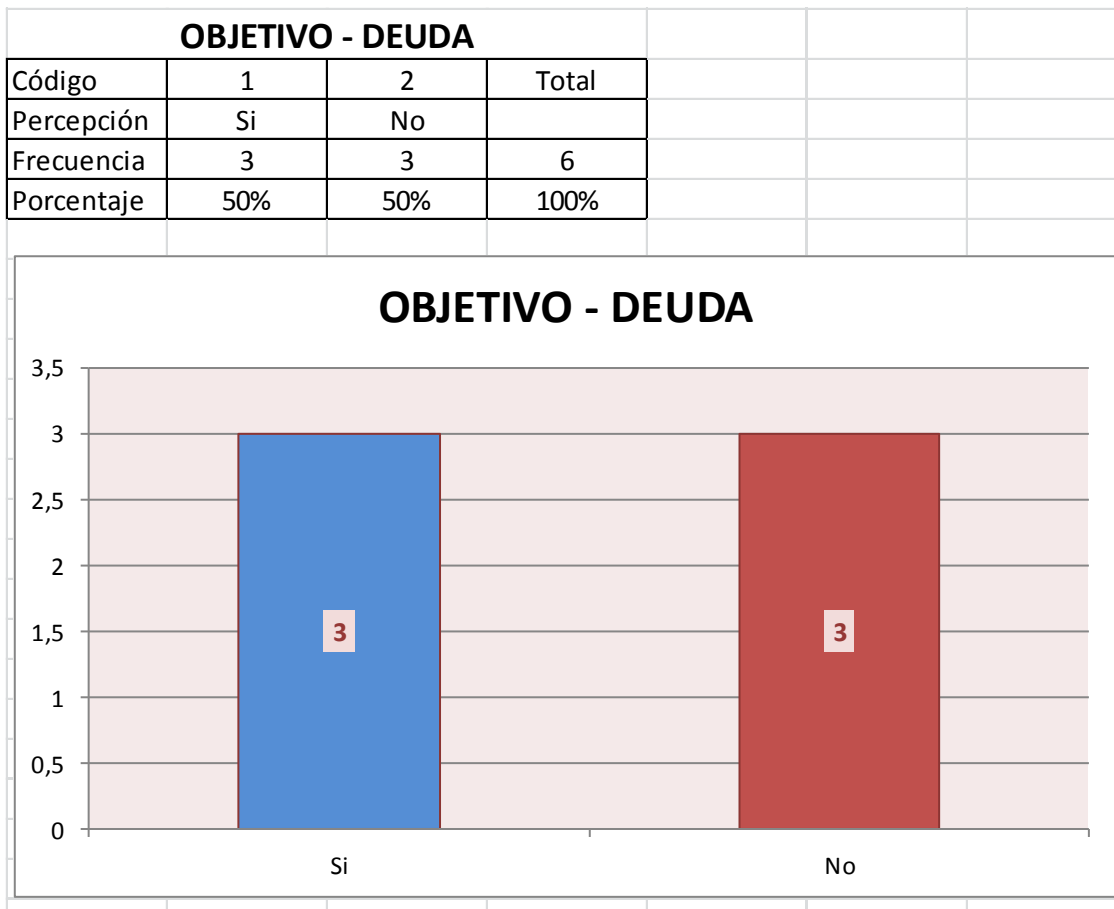 OBJETIVO - DEUDA
Código 1 2 Total
Percepción Si No
Frecuencia 3 3 6
Porcentaje 50% 50% 100%
OBJETIVO - DEUDA
3,5
3
2,5
2
1,5
1
0,5
0
3 3
Si No